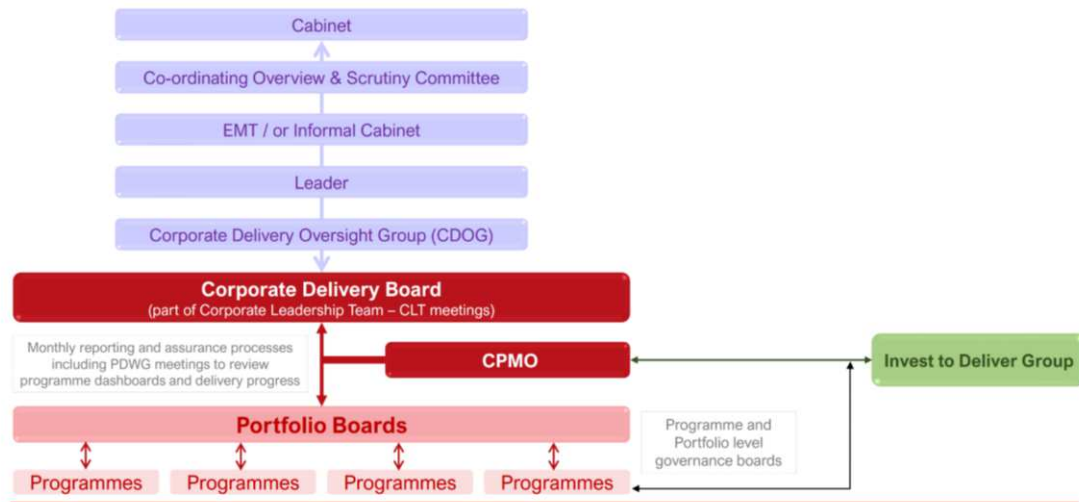 Cabinet
Co-ordinating Overview & Scrutiny Committee
EMT / or Informal Cabinet
Leader
Corporate Delivery Oversight Group (CDOG)
Corporate Delivery Board
(part of Corporate Leadership Team – CLT meetings)
Monthly reporting and assurance processes
including PDWG meetings to review
programme dashboards and delivery progress
CPMO
Invest to Deliver Group
Portfolio Boards
Programme and
Portfolio level
governance boards
Programmes
Programmes
Programmes
Programmes